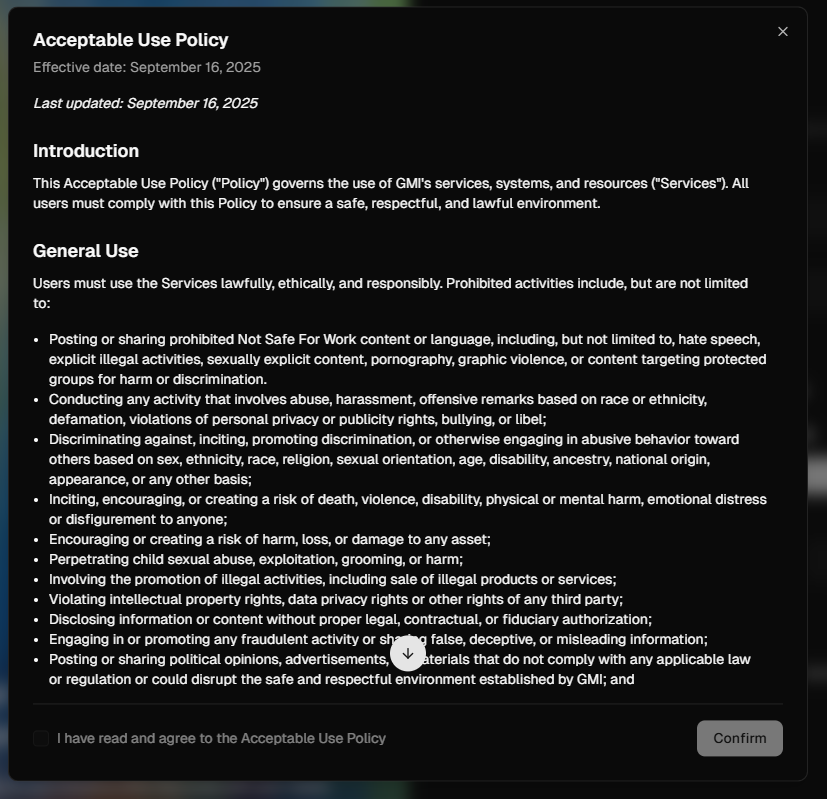 Acceptable Use Policy
Effective date: September 16, 2025
Last updated: September 16, 2025
Introduction
This Acceptable Use Policy ("Policy") governs the use of GMI's services, systems, and resources ("Services"). All
users must comply with this Policy to ensure a safe, respectful, and lawful environment.
General Use
Users must use the Services lawfully, ethically, and responsibly. Prohibited activities include, but are not limited
to:
• Posting or sharing prohibited Not Safe For Work content or language, including, but not limited to, hate speech,
explicit illegal activities, sexually explicit content, pornography, graphic violence, or content targeting protected
groups for harm or discrimination.
• Conducting any activity that involves abuse, harassment, offensive remarks based on race or ethnicity,
defamation, violations of personal privacy or publicity rights, bullying, or libel;
• Discriminating against, inciting, promoting discrimination, or otherwise engaging in abusive behavior toward
others based on sex, ethnicity, race, religion, sexual orientation, age, disability, ancestry, national origin,
appearance, or any other basis;
• Inciting, encouraging, or creating a risk of death, violence, disability, physical or mental harm, emotional distress
or disfigurement to anyone;
• Encouraging or creating a risk of harm, loss, or damage to any asset;
• Perpetrating child sexual abuse, exploitation, grooming, or harm;
• Involving the promotion of illegal activities, including sale of illegal products or services;
• Violating intellectual property rights, data privacy rights or other rights of any third party;
• Disclosing information or content without proper legal, contractual, or fiduciary authorization;
• Engaging in or promoting any fraudulent activity or sharing false, deceptive, or misleading information;
• Posting or sharing political opinions, advertisements, materials that do not comply with any applicable law
or regulation or could disrupt the safe and respectful environment established by GMI; and
I have read and agree to the Acceptable Use Policy
Confirm